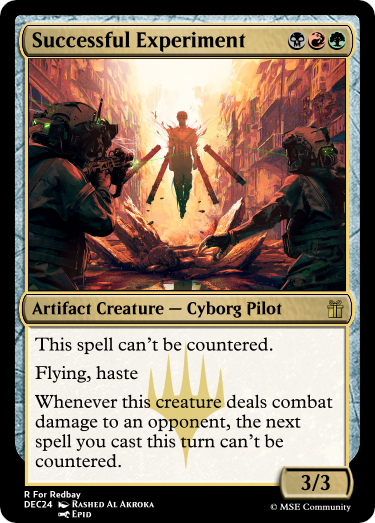 Successful Experiment
Artifact Creature — Cyborg Pilot
This spell can't be countered.
Flying, haste
Whenever this creature deals combat
damage to an opponent, the next
spell you cast this turn can't be
countered.
3/3
R For Redbay
DEC24 Rashed Al Akroka
Epid
© MSE Community